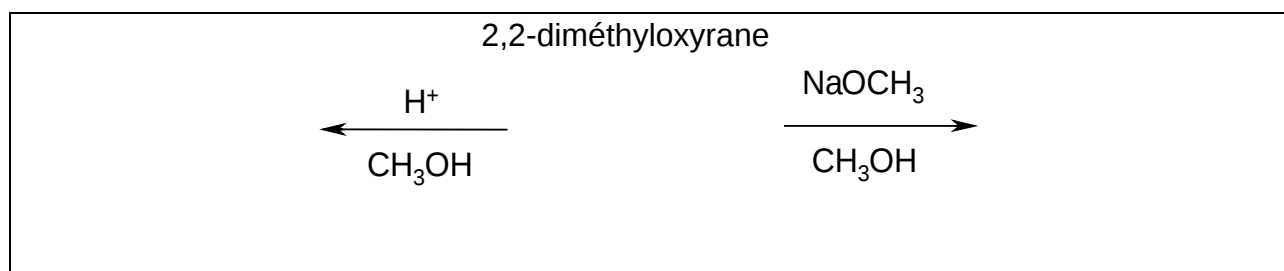 2,2-diméthyloxyrane
H⁺
CH₃OH
NaOCH₃
CH₃OH